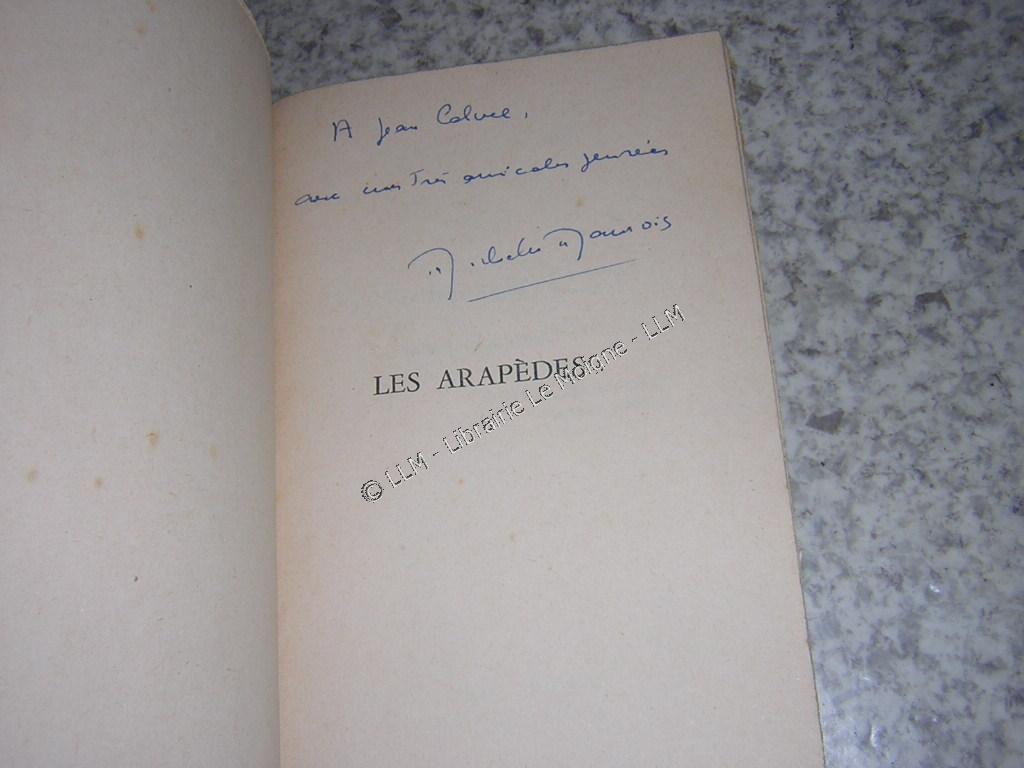 A Jean Calvel,
avec mes Très amicales pensées
Michelle Maurois
LES ARAPÈDES
© LLM - Librairie Le Moigne - LLM